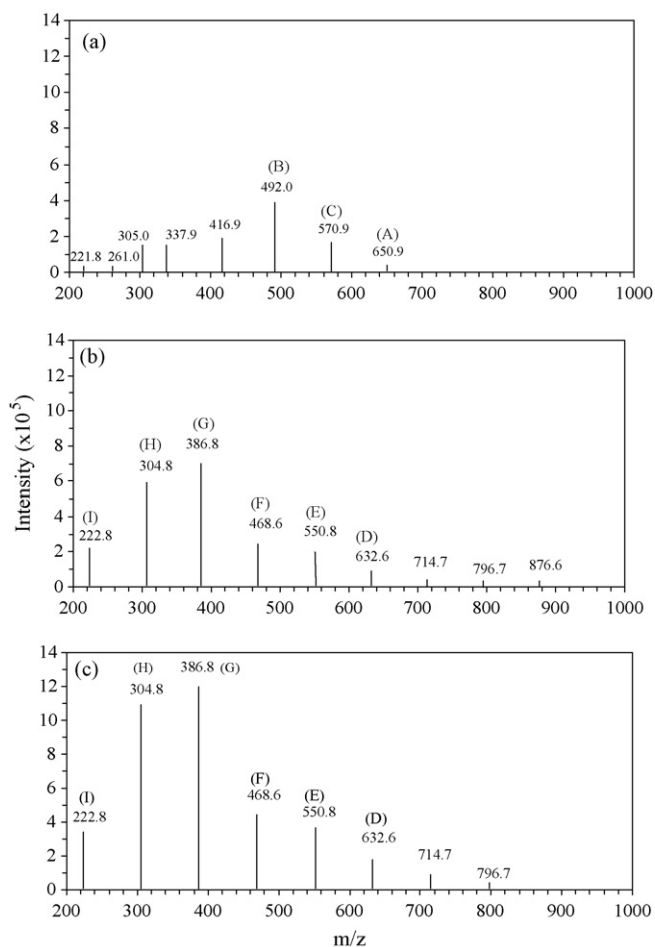 14
(a)
12
10
8
6
(B)
492.0
4
(C)
570.9
(A)
650.9
305.0
337.9
416.9
2
221.8
261.0
0
200 300 400 500 600 700 800 900 1000
14
(b)
12
10
(G)
386.8
8
(H)
304.8
6
4
(F)
468.6
(E)
550.8
(I)
222.8
(D)
632.6
2
714.7
796.7
876.6
0
200 300 400 500 600 700 800 900 1000
Intensity (x10⁻⁵)
14
(c)
(H)
304.8
386.8 (G)
12
10
8
6
(F)
468.6
(E)
550.8
(I)
222.8
4
(D)
632.6
714.7
2
796.7
0
200 300 400 500 600 700 800 900 1000
m/z